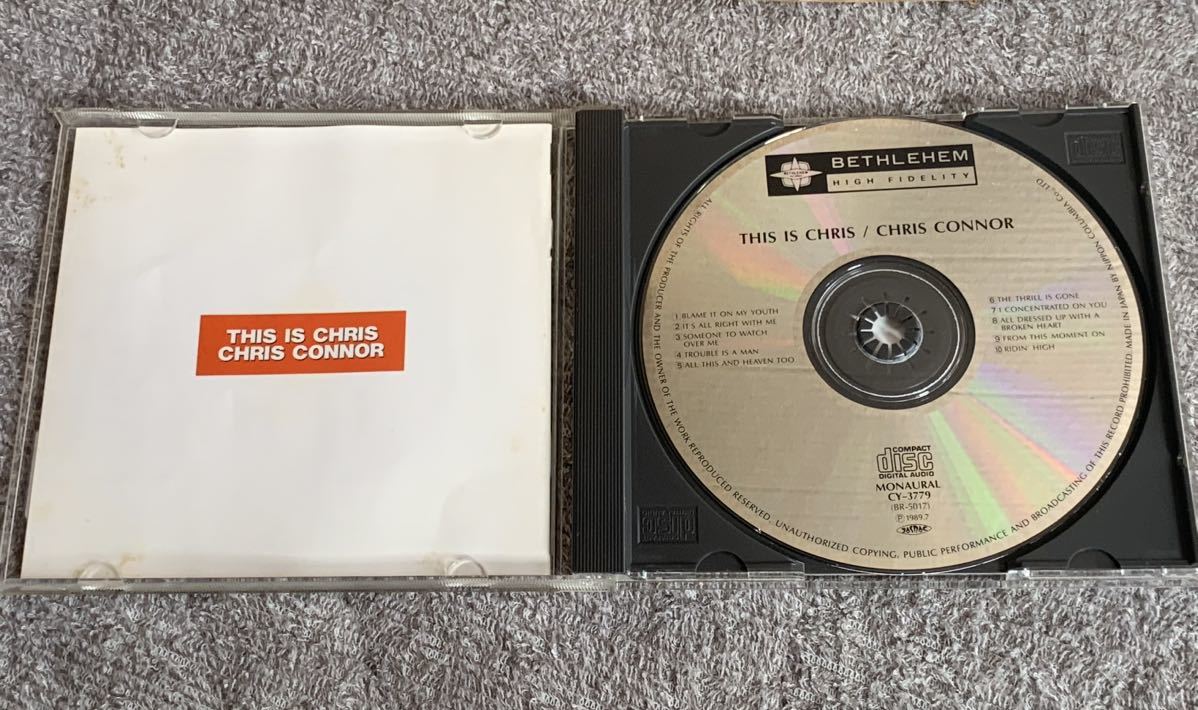 THIS IS CHRIS
CHRIS CONNOR
BETHLEHEM
BETHLEHEM
HIGH FIDELITY
THIS IS CHRIS / CHRIS CONNOR
1 BLAME IT ON MY YOUTH
2 IT'S ALL RIGHT WITH ME
3 SOMEONE TO WATCH
OVER ME
4 TROUBLE IS A MAN
5 ALL THIS AND HEAVEN TOO
6 THE THRILL IS GONE
7 I CONCENTRATED ON YOU
8 ALL DRESSED UP WITH A
BROKEN HEART
9 FROM THIS MOMENT ON
10 RIDIN' HIGH
COMPACT
disc
DIGITAL AUDIO
MONAURAL
CY-3779
(BR-5017)
Ⓟ 1989.7
ALL RIGHTS OF THE PRODUCER AND THE OWNER OF THE WORK REPRODUCED RESERVED. UNAUTHORIZED COPYING, PUBLIC PERFORMANCE AND BROADCASTING OF THIS RECORD PROHIBITED. MADE IN JAPAN BY NIPPON COLUMBIA CO., LTD